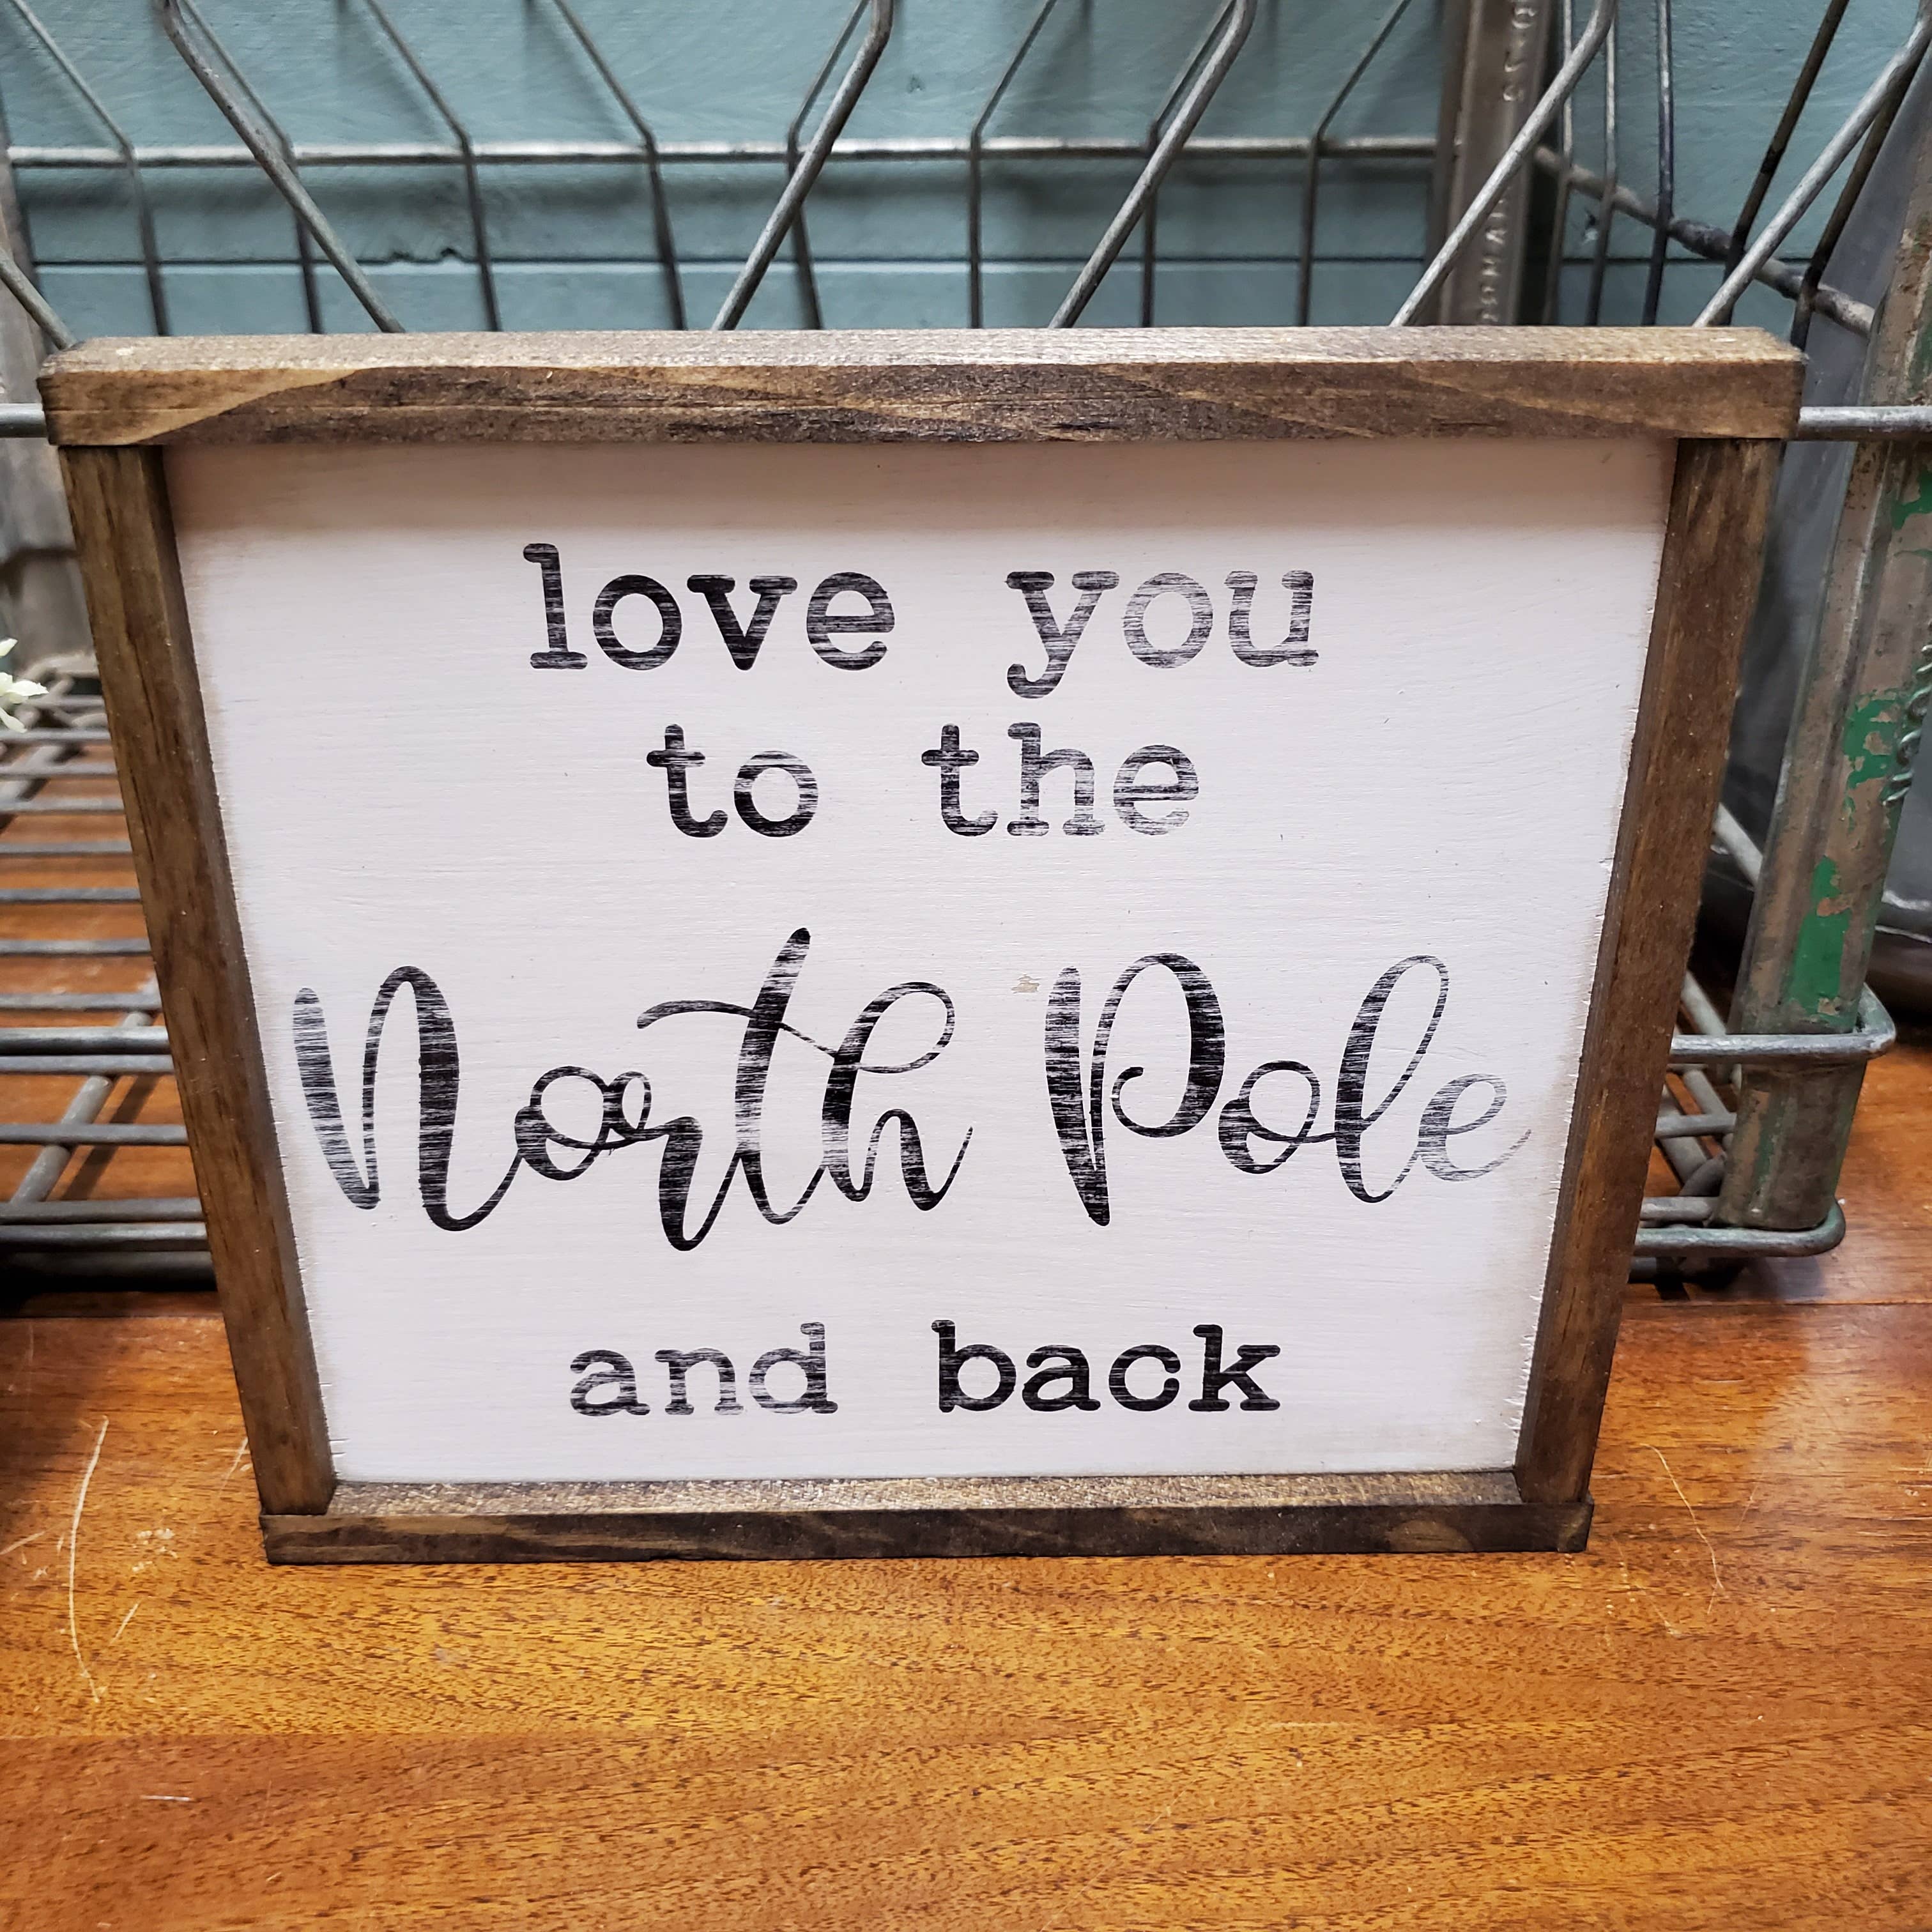 love you
to the
North Pole
and back